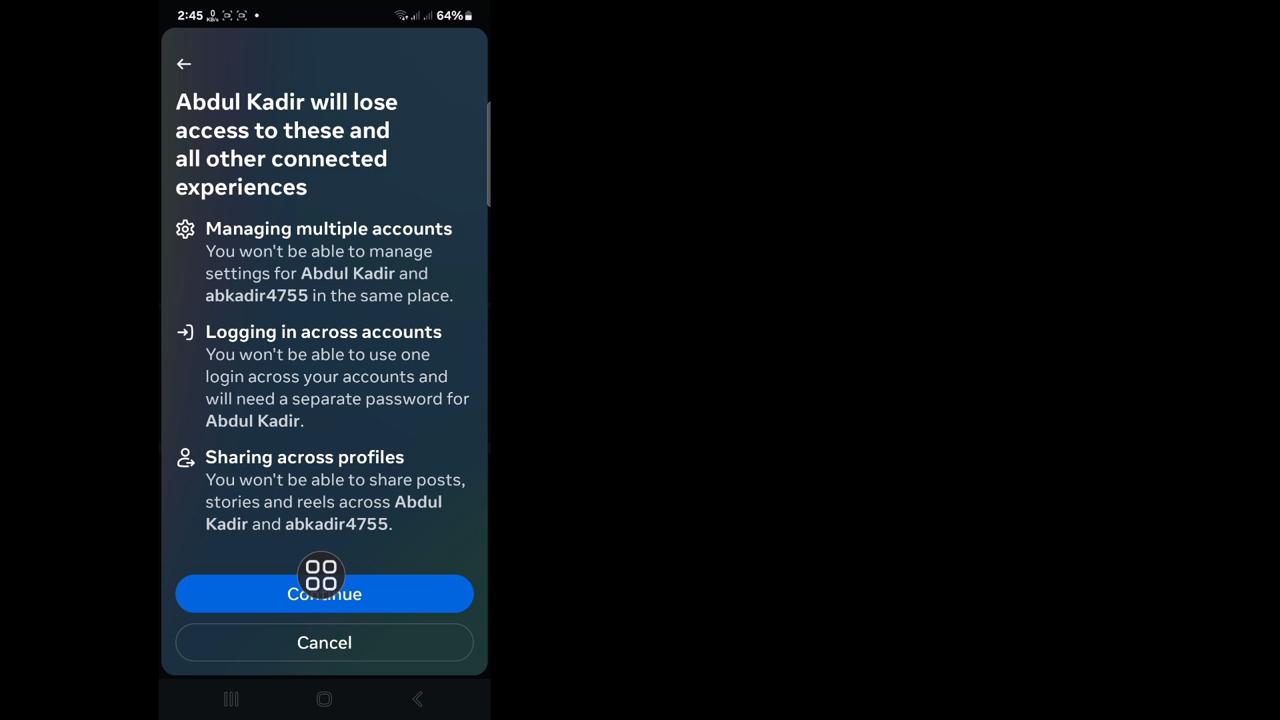 2:45 0 KB/s 64%
Abdul Kadir will lose
access to these and
all other connected
experiences
Managing multiple accounts
You won't be able to manage
settings for Abdul Kadir and
abkadir4755 in the same place.
Logging in across accounts
You won't be able to use one
login across your accounts and
will need a separate password for
Abdul Kadir.
Sharing across profiles
You won't be able to share posts,
stories and reels across Abdul
Kadir and abkadir4755.
Continue
Cancel